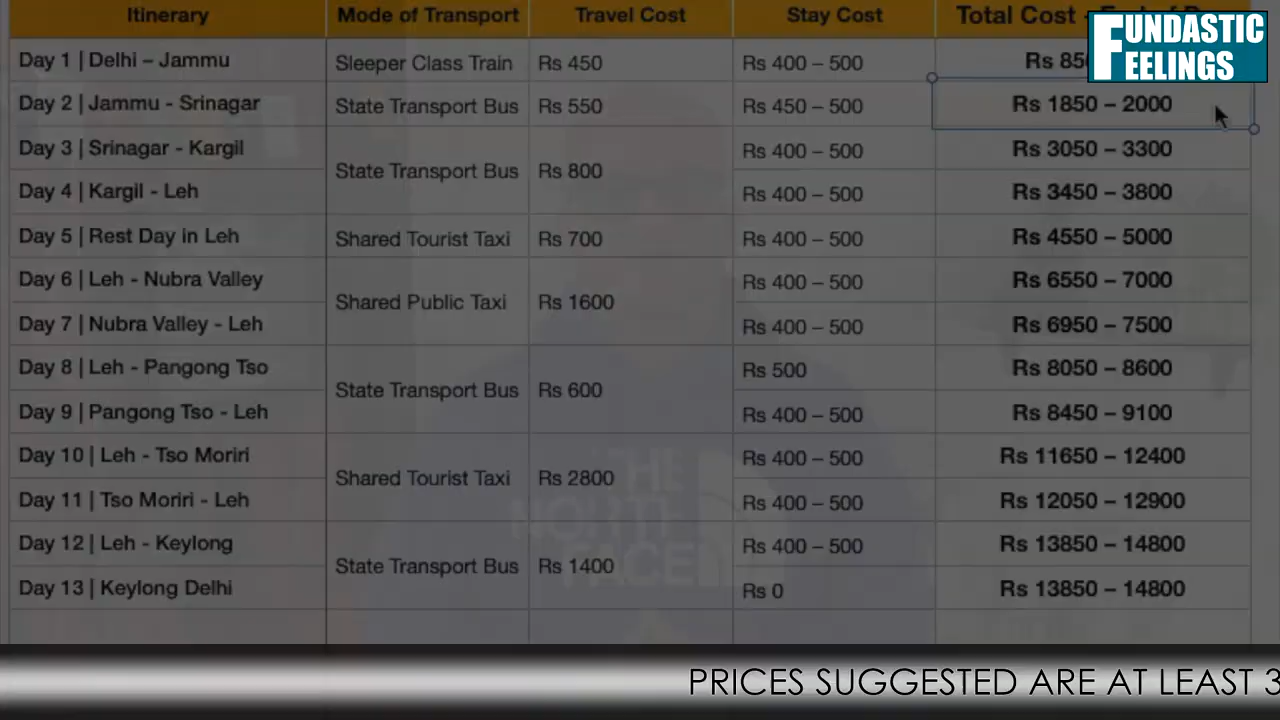 Itinerary Mode of Transport Travel Cost Stay Cost Total Cost -
FUNDASTIC FEELINGS
Day 1 | Delhi – Jammu Sleeper Class Train Rs 450 Rs 400 – 500 Rs 850
Day 2 | Jammu - Srinagar State Transport Bus Rs 550 Rs 450 – 500 Rs 1850 – 2000
Day 3 | Srinagar - Kargil State Transport Bus Rs 800 Rs 400 – 500 Rs 3050 – 3300
Day 4 | Kargil - Leh Rs 400 – 500 Rs 3450 – 3800
Day 5 | Rest Day in Leh Shared Tourist Taxi Rs 700 Rs 400 – 500 Rs 4550 – 5000
Day 6 | Leh - Nubra Valley Shared Public Taxi Rs 1600 Rs 400 – 500 Rs 6550 – 7000
Day 7 | Nubra Valley - Leh Rs 400 – 500 Rs 6950 – 7500
Day 8 | Leh - Pangong Tso State Transport Bus Rs 600 Rs 500 Rs 8050 – 8600
Day 9 | Pangong Tso - Leh Rs 400 – 500 Rs 8450 – 9100
Day 10 | Leh - Tso Moriri Shared Tourist Taxi Rs 2800 Rs 400 – 500 Rs 11650 – 12400
Day 11 | Tso Moriri - Leh Rs 400 – 500 Rs 12050 – 12900
Day 12 | Leh - Keylong State Transport Bus Rs 1400 Rs 400 – 500 Rs 13850 – 14800
Day 13 | Keylong Delhi Rs 0 Rs 13850 – 14800
THE
NORTH
FACE
PRICES SUGGESTED ARE AT LEAST 3